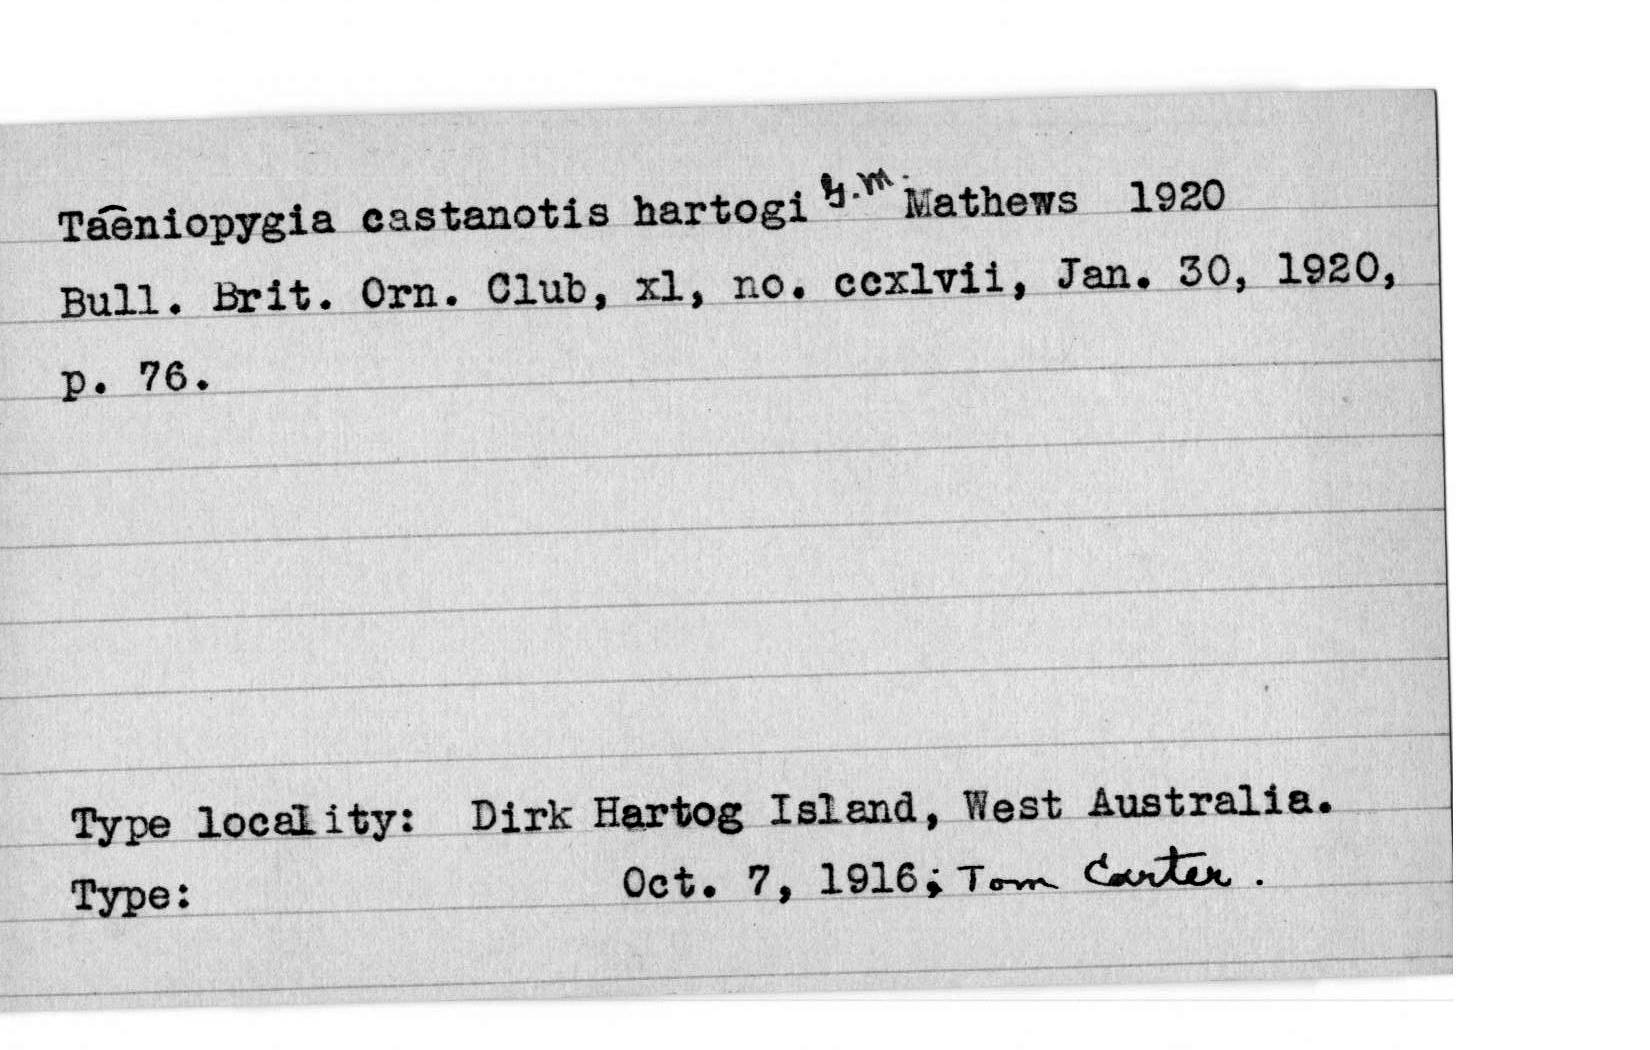 Taeniopygia castanotis hartogi G.M. Mathews 1920
Bull. Brit. Orn. Club, xl, no. ccxlvii, Jan. 30, 1920,
p. 76.
Type locality: Dirk Hartog Island, West Australia.
Type: Oct. 7, 1916; Tom Carter.